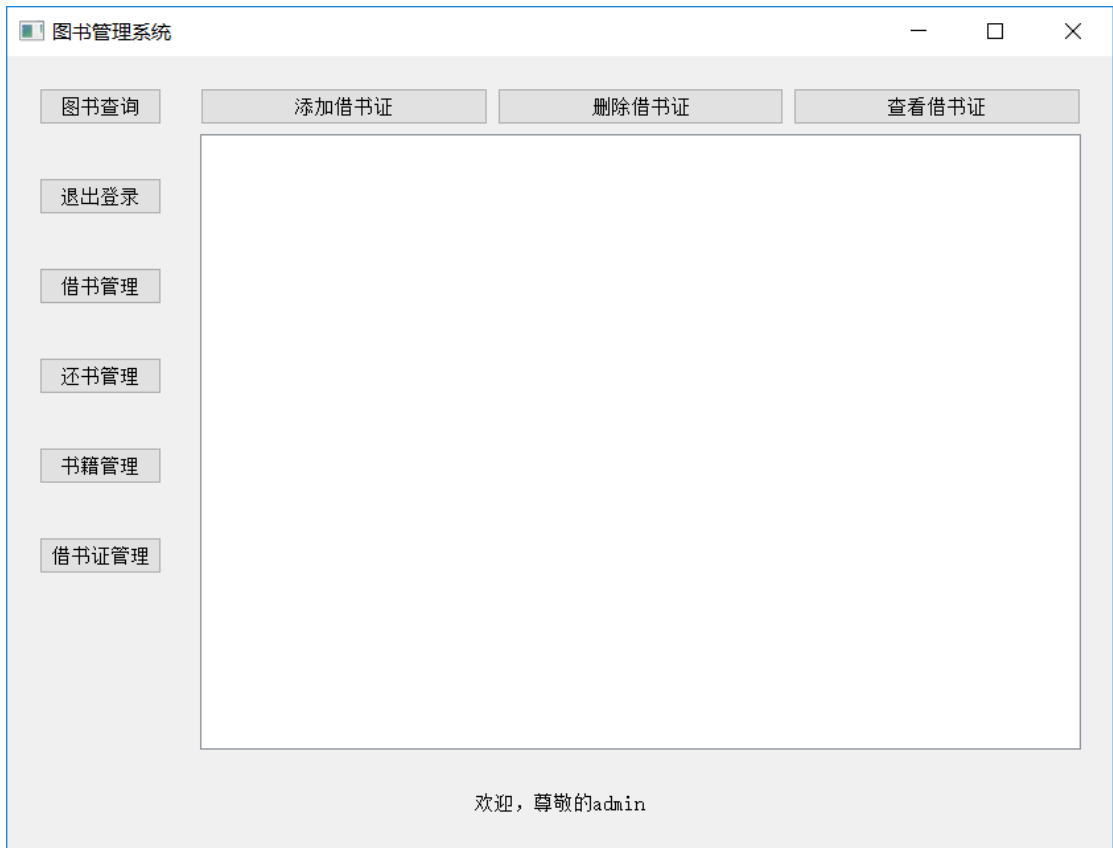 图书管理系统
图书查询
添加借书证
删除借书证
查看借书证
退出登录
借书管理
还书管理
书籍管理
借书证管理
欢迎，尊敬的admin